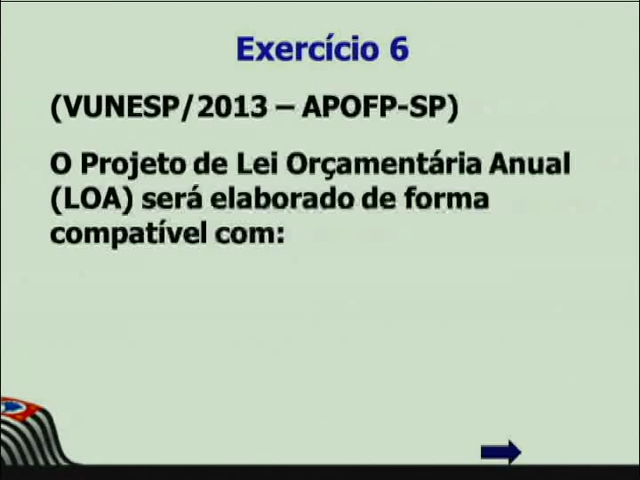 Exercício 6
(VUNESP/2013 – APOFP-SP)
O Projeto de Lei Orçamentária Anual
(LOA) será elaborado de forma
compatível com: